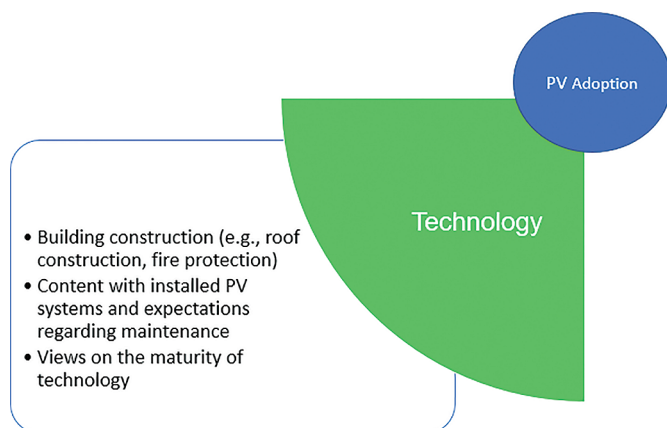 PV Adoption
Technology
• Building construction (e.g., roof
construction, fire protection)
• Content with installed PV
systems and expectations
regarding maintenance
• Views on the maturity of
technology